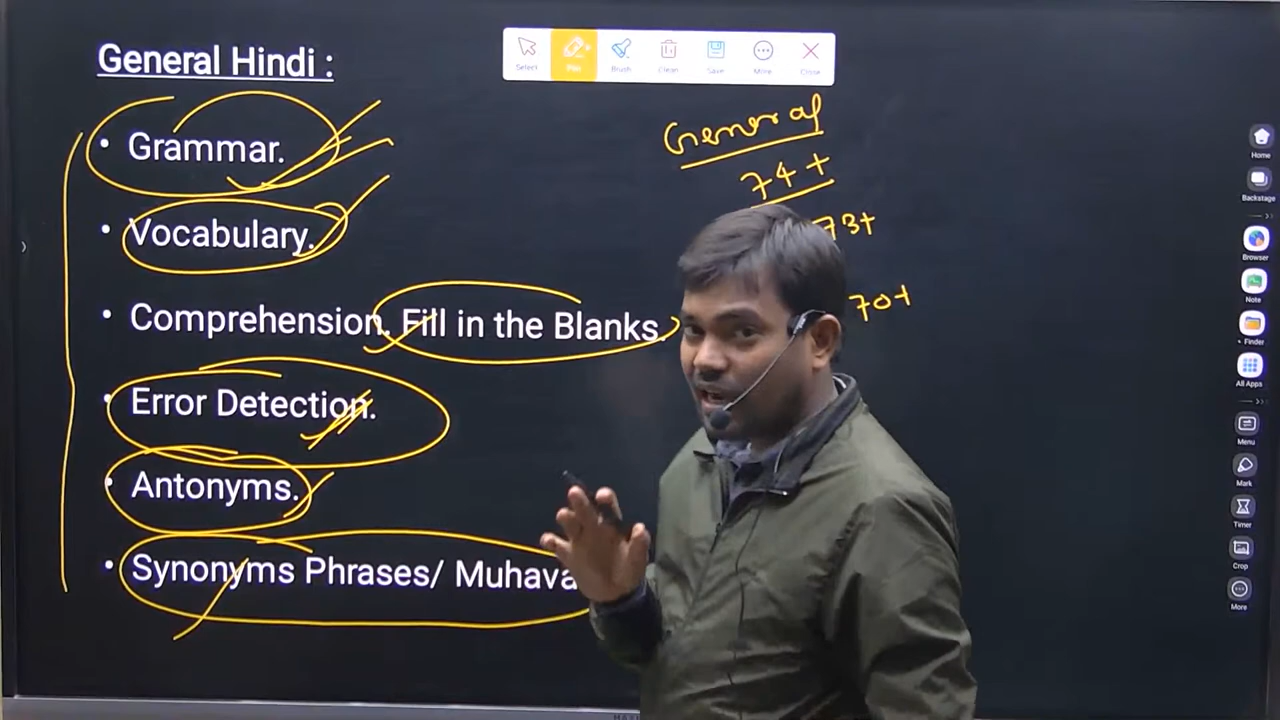 General Hindi :
Select
Pen
Brush
Clean
Save
More
Close
• Grammar.
• Vocabulary.
• Comprehension. Fill in the Blanks.
• Error Detection.
• Antonyms.
• Synonyms Phrases/ Muhava
General
74+
73+
70+
Home
Backstage
Browser
Note
Finder
All Apps
Menu
Mark
Timer
Crop
More